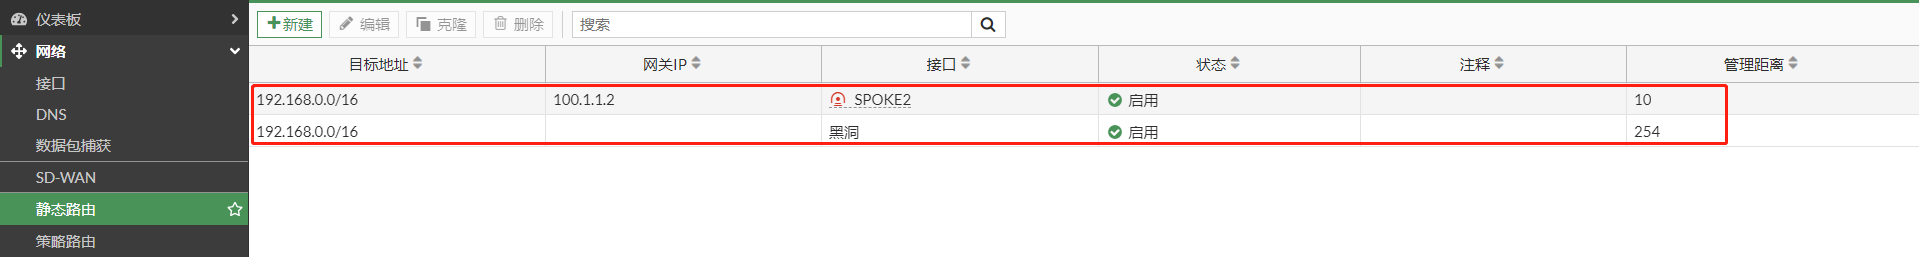 仪表板
网络
接口
DNS
数据包捕获
SD-WAN
静态路由
策略路由
新建 编辑 克隆 删除 搜索
目标地址 网关IP 接口 状态 注释 管理距离
192.168.0.0/16 100.1.1.2 SPOKE2 启用 10
192.168.0.0/16 黑洞 启用 254